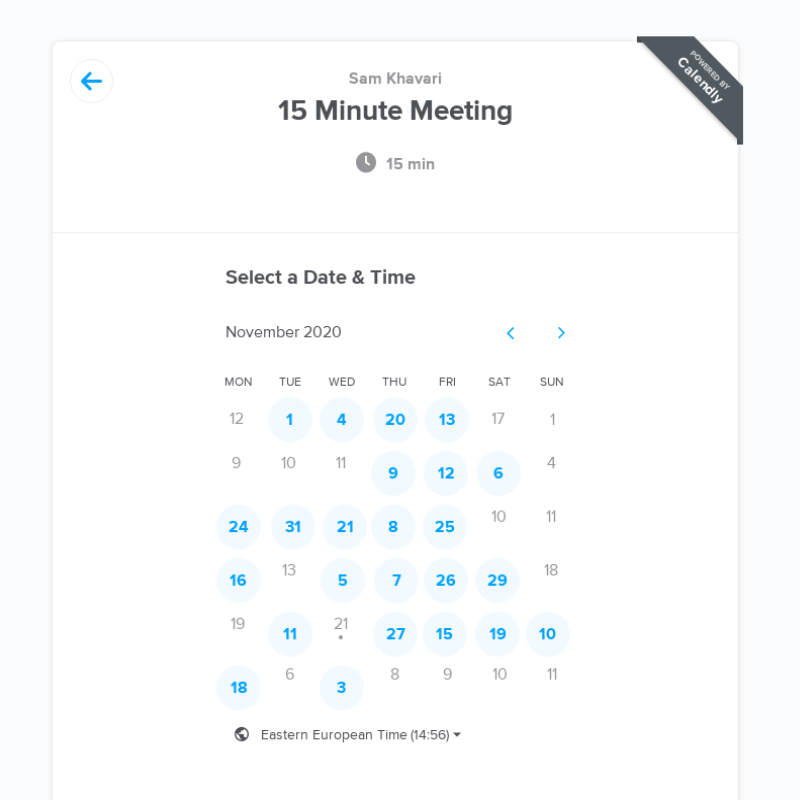 POWERED BY
Calendly
Sam Khavari
15 Minute Meeting
15 min
Select a Date & Time
November 2020
MON TUE WED THU FRI SAT SUN
12 1 4 20 13 17 1
9 10 11 9 12 6 4
24 31 21 8 25 10 11
16 13 5 7 26 29 18
19 11 21 27 15 19 10
18 6 3 8 9 10 11
Eastern European Time (14:56)